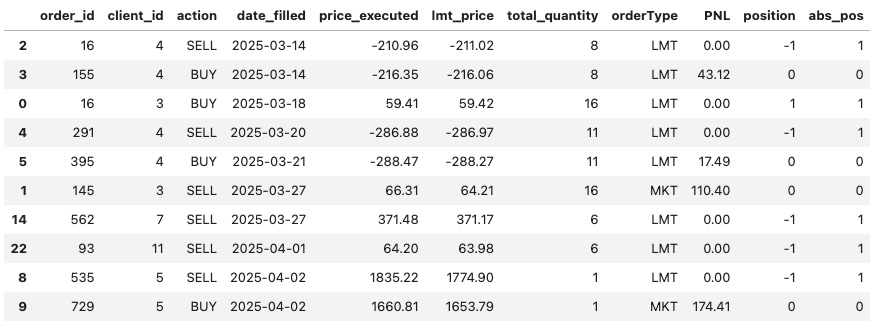 order_id client_id action date_filled price_executed lmt_price total_quantity orderType PNL position abs_pos
2 16 4 SELL 2025-03-14 -210.96 -211.02 8 LMT 0.00 -1 1
3 155 4 BUY 2025-03-14 -216.35 -216.06 8 LMT 43.12 0 0
0 16 3 BUY 2025-03-18 59.41 59.42 16 LMT 0.00 1 1
4 291 4 SELL 2025-03-20 -286.88 -286.97 11 LMT 0.00 -1 1
5 395 4 BUY 2025-03-21 -288.47 -288.27 11 LMT 17.49 0 0
1 145 3 SELL 2025-03-27 66.31 64.21 16 MKT 110.40 0 0
14 562 7 SELL 2025-03-27 371.48 371.17 6 LMT 0.00 -1 1
22 93 11 SELL 2025-04-01 64.20 63.98 6 LMT 0.00 -1 1
8 535 5 SELL 2025-04-02 1835.22 1774.90 1 LMT 0.00 -1 1
9 729 5 BUY 2025-04-02 1660.81 1653.79 1 MKT 174.41 0 0